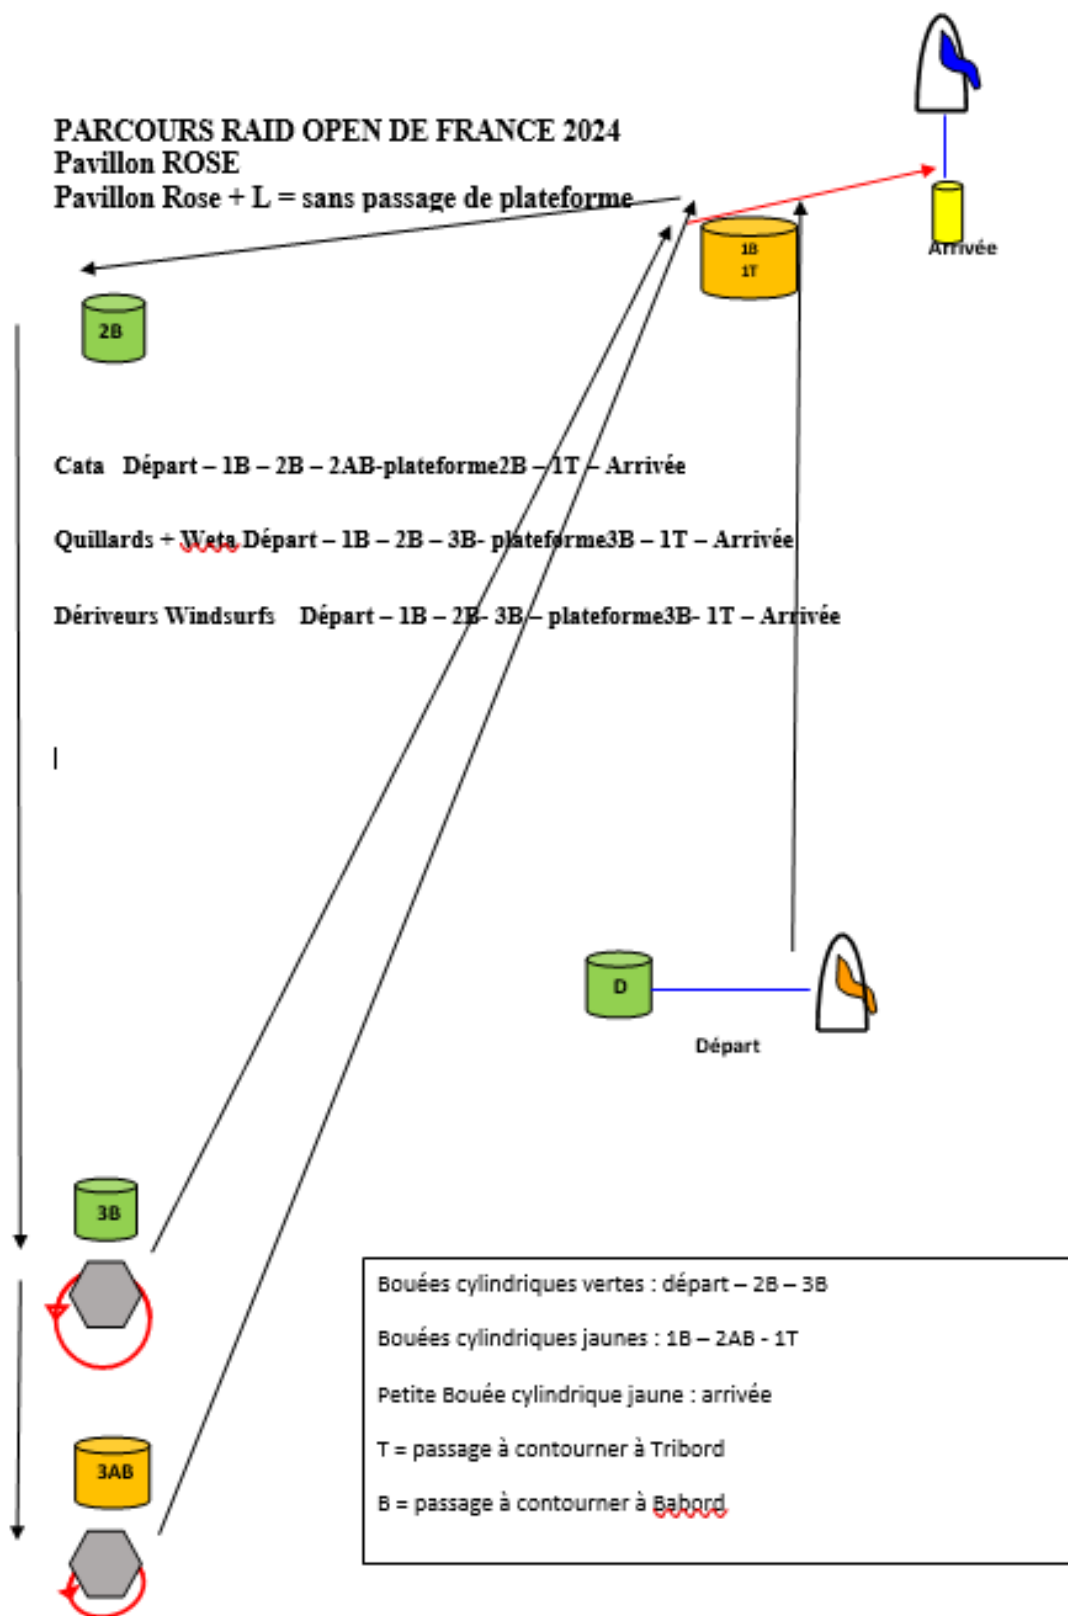 PARCOURS RAID OPEN DE FRANCE 2024
Pavillon ROSE
Pavillon Rose + L = sans passage de plateforme
1B
1T
Arrivée
2B
Cata Départ – 1B – 2B – 2AB-plateforme2B – 1T – Arrivée
Quillards + Weta Départ – 1B – 2B – 3B- plateforme3B – 1T – Arrivée
Dériveurs Windsurfs Départ – 1B – 2B- 3B – plateforme3B- 1T – Arrivée
D
Départ
3B
Bouées cylindriques vertes : départ – 2B – 3B
Bouées cylindriques jaunes : 1B – 2AB - 1T
Petite Bouée cylindrique jaune : arrivée
T = passage à contourner à Tribord
B = passage à contourner à Babord
3AB